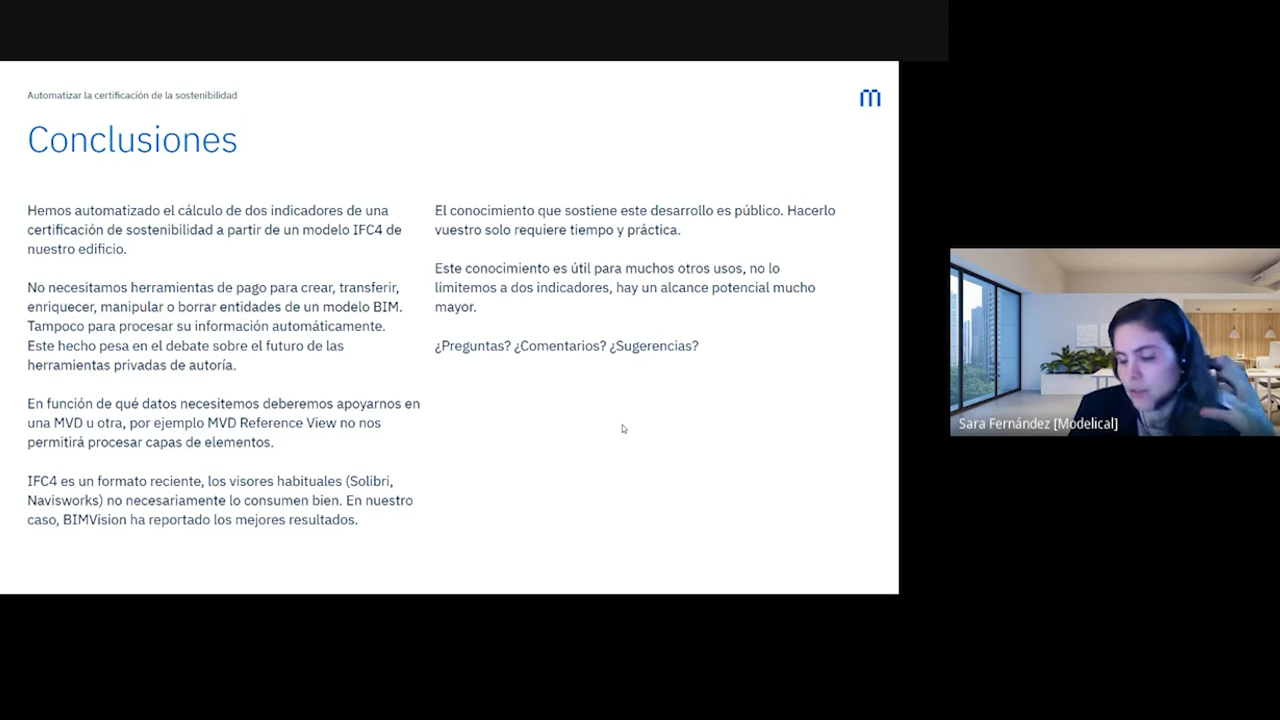 Automatizar la certificación de la sostenibilidad
Conclusiones
Hemos automatizado el cálculo de dos indicadores de una
certificación de sostenibilidad a partir de un modelo IFC4 de
nuestro edificio.
No necesitamos herramientas de pago para crear, transferir,
enriquecer, manipular o borrar entidades de un modelo BIM.
Tampoco para procesar su información automáticamente.
Este hecho pesa en el debate sobre el futuro de las
herramientas privadas de autoría.
En función de qué datos necesitemos deberemos apoyarnos en
una MVD u otra, por ejemplo MVD Reference View no nos
permitirá procesar capas de elementos.
IFC4 es un formato reciente, los visores habituales (Solibri,
Navisworks) no necesariamente lo consumen bien. En nuestro
caso, BIMVision ha reportado los mejores resultados.
El conocimiento que sostiene este desarrollo es público. Hacerlo
vuestro solo requiere tiempo y práctica.
Este conocimiento es útil para muchos otros usos, no lo
limitemos a dos indicadores, hay un alcance potencial mucho
mayor.
¿Preguntas? ¿Comentarios? ¿Sugerencias?
Sara Fernández [Modelical]